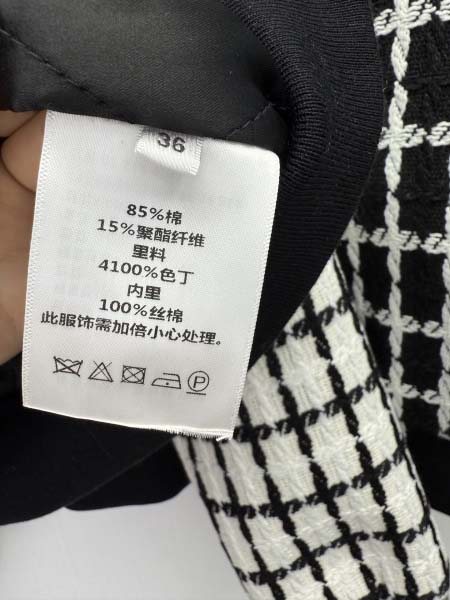 36
85%棉
15%聚酯纤维
里料
4100%色丁
内里
100%丝棉
此服饰需加倍小心处理。
P